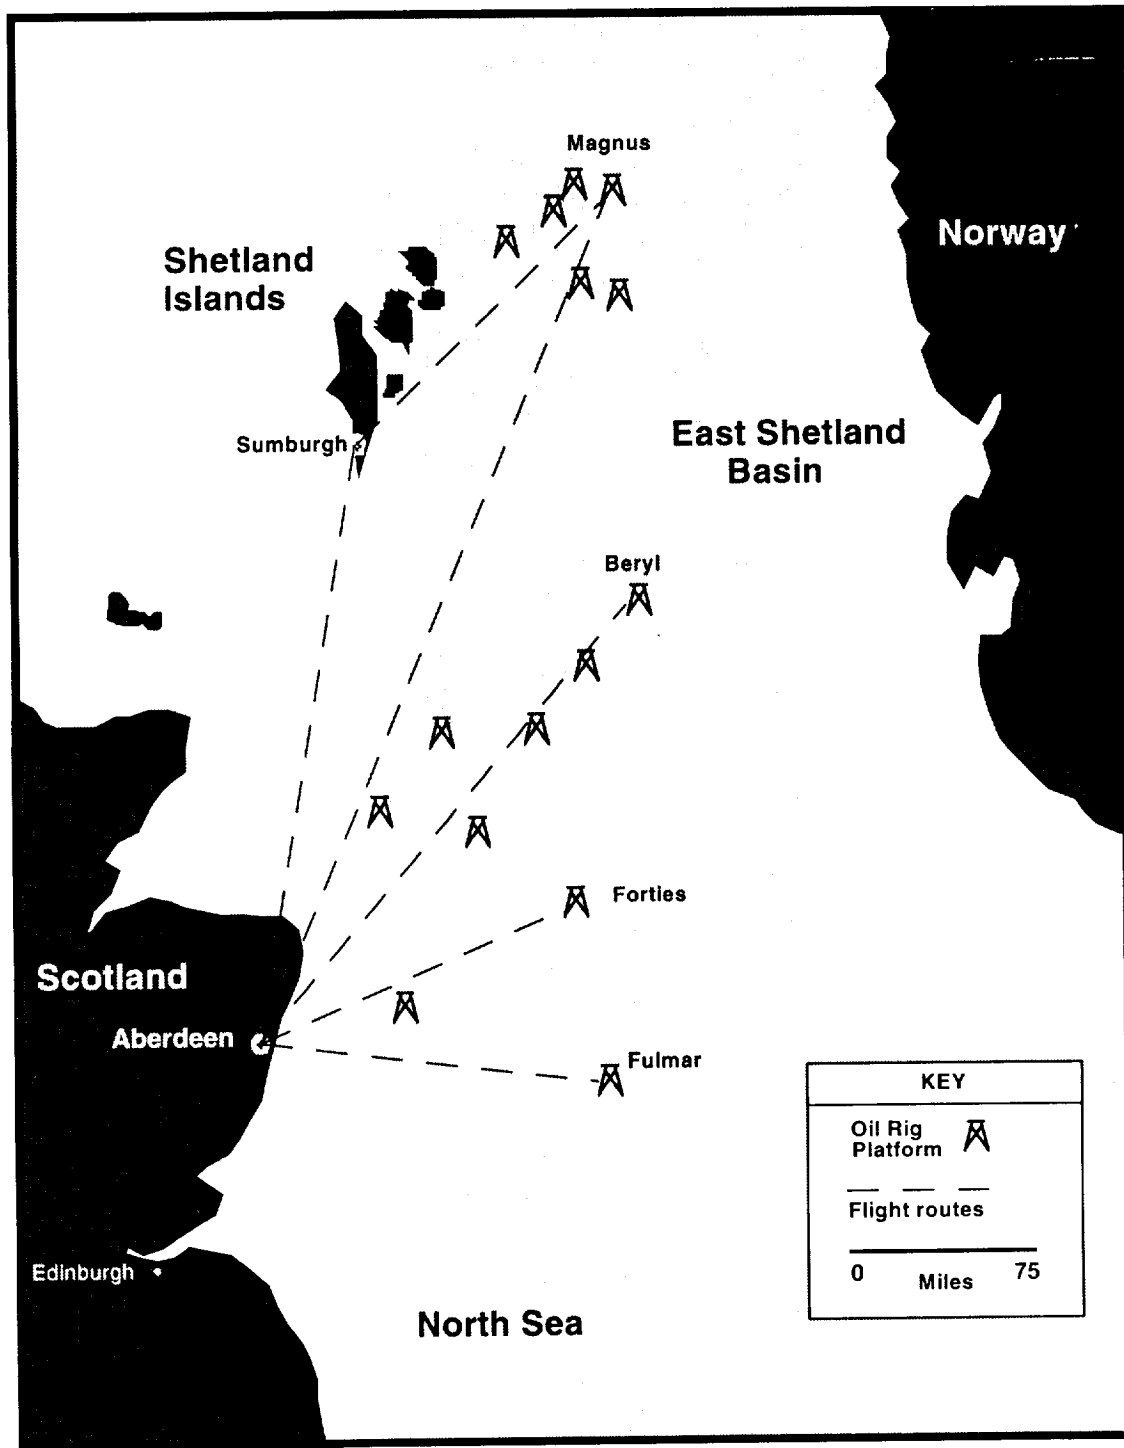 Magnus
Norway
Shetland
Islands
Sumburgh
East Shetland
Basin
Beryl
Forties
Scotland
Aberdeen
Fulmar
KEY
Oil Rig
Platform
Flight routes
0 75
Miles
Edinburgh
North Sea